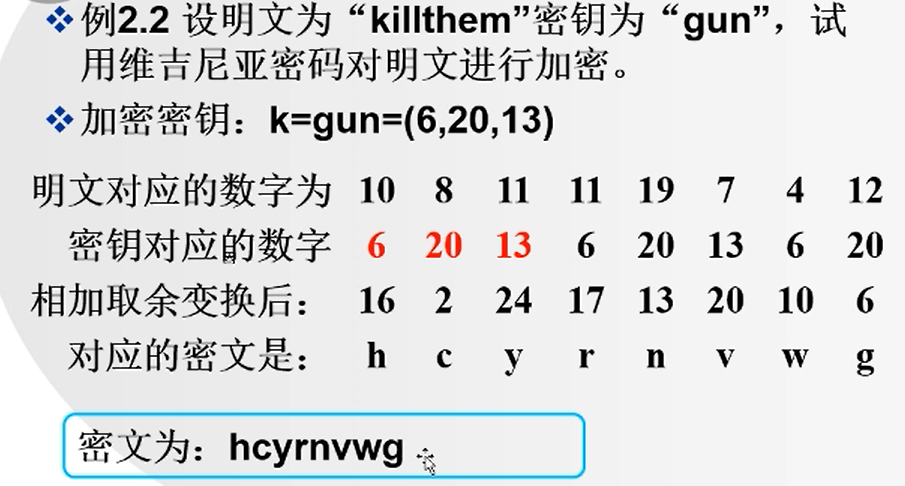 ❖例2.2 设明文为“killthem”密钥为“gun”，试
用维吉尼亚密码对明文进行加密。
❖加密密钥：k=gun=(6,20,13)
明文对应的数字为 10 8 11 11 19 7 4 12
密钥对应的数字 6 20 13 6 20 13 6 20
相加取余变换后： 16 2 24 17 13 20 10 6
对应的密文是： h c y r n v w g
密文为：hcyrnvwg